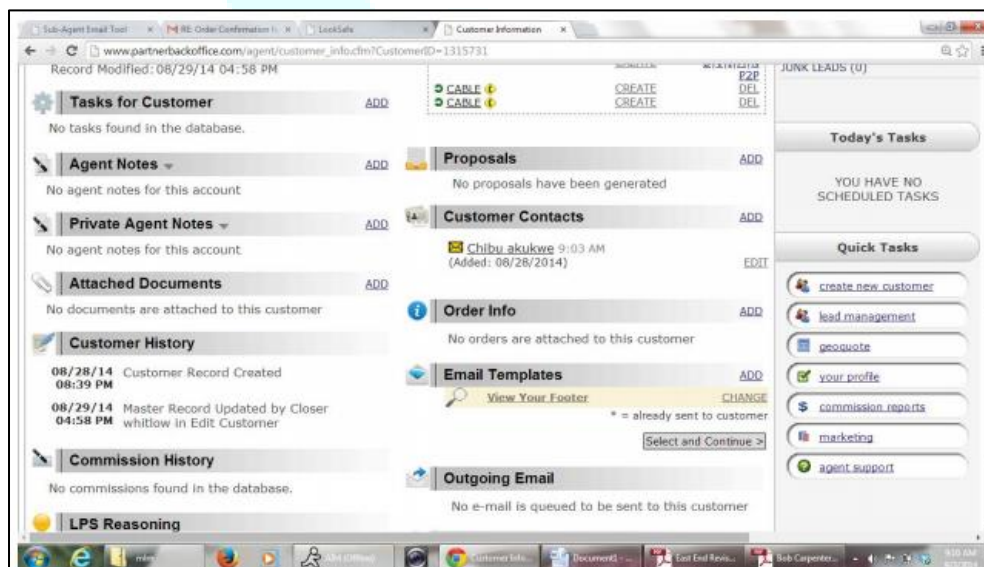 Sub-Agent Email Tool
RE: Order Confirmation
LookSafe
Customer Information
www.partnerbackoffice.com/agent/customer_info.cfm?CustomerID=1315731
Record Modified: 08/29/14 04:58 PM
Tasks for Customer ADD
No tasks found in the database.
Agent Notes ADD
No agent notes for this account
Private Agent Notes ADD
No agent notes for this account
Attached Documents ADD
No documents are attached to this customer
Customer History
08/28/14 Customer Record Created
08:39 PM
08/29/14 Master Record Updated by Closer
04:58 PM whitlow in Edit Customer
Commission History
No commissions found in the database.
LPS Reasoning
P2P
CABLE CREATE DEL
CABLE CREATE DEL
Proposals ADD
No proposals have been generated
Customer Contacts ADD
Chibu akukwe 9:03 AM
(Added: 08/28/2014) EDIT
Order Info ADD
No orders are attached to this customer
Email Templates ADD
View Your Footer CHANGE
* = already sent to customer
Select and Continue >
Outgoing Email
No e-mail is queued to be sent to this customer
JUNK LEADS (0)
Today's Tasks
YOU HAVE NO
SCHEDULED TASKS
Quick Tasks
create new customer
lead management
geoquote
your profile
commission reports
marketing
agent support
Customer Info...
Document1 - ...
East End Revis...
Bob Carpenter...
9:10 AM